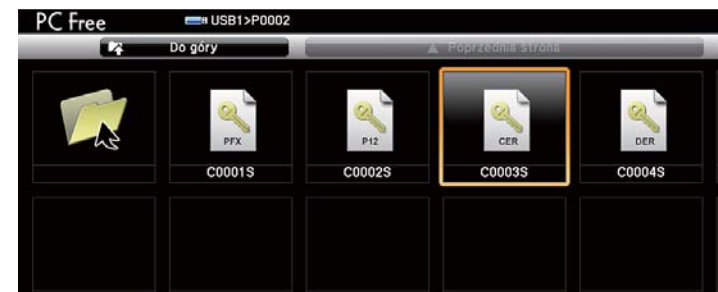 PC Free USB1>P0002
Do góry ▲ Poprzednia strona
PFX P12 CER DER
C0001S C0002S C0003S C0004S